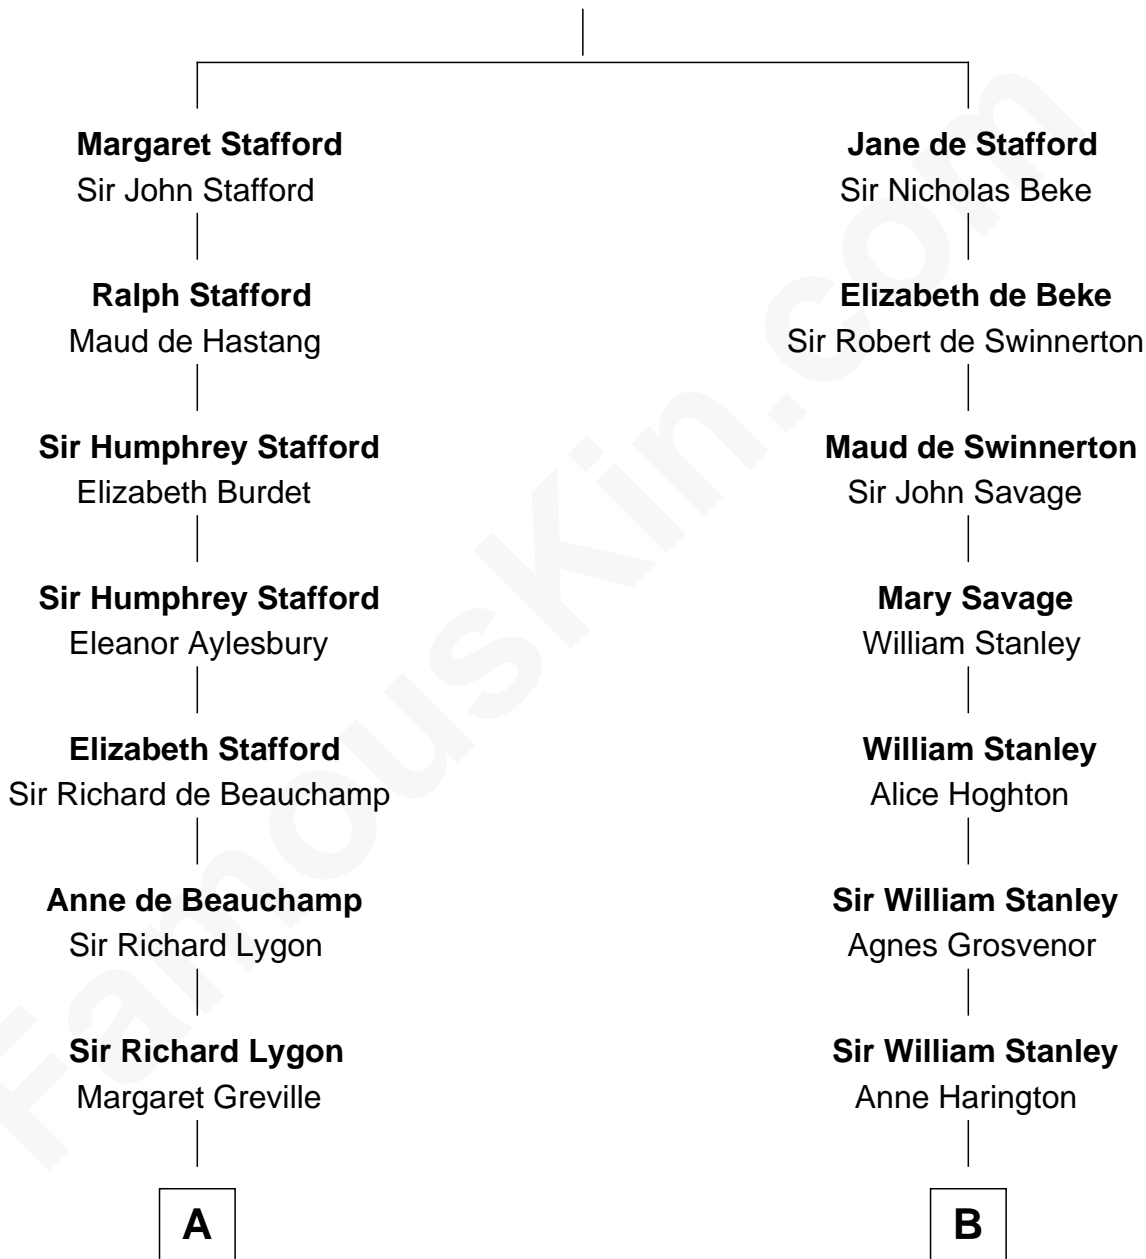 Margaret Stafford
Sir John Stafford
Ralph Stafford
Maud de Hastang
Sir Humphrey Stafford
Elizabeth Burdet
Sir Humphrey Stafford
Eleanor Aylesbury
Elizabeth Stafford
Sir Richard de Beauchamp
Anne de Beauchamp
Sir Richard Lygon
Sir Richard Lygon
Margaret Greville
A
Jane de Stafford
Sir Nicholas Beke
Elizabeth de Beke
Sir Robert de Swinnerton
Maud de Swinnerton
Sir John Savage
Mary Savage
William Stanley
William Stanley
Alice Hoghton
Sir William Stanley
Agnes Grosvenor
Sir William Stanley
Anne Harington
B
FamousKin.com